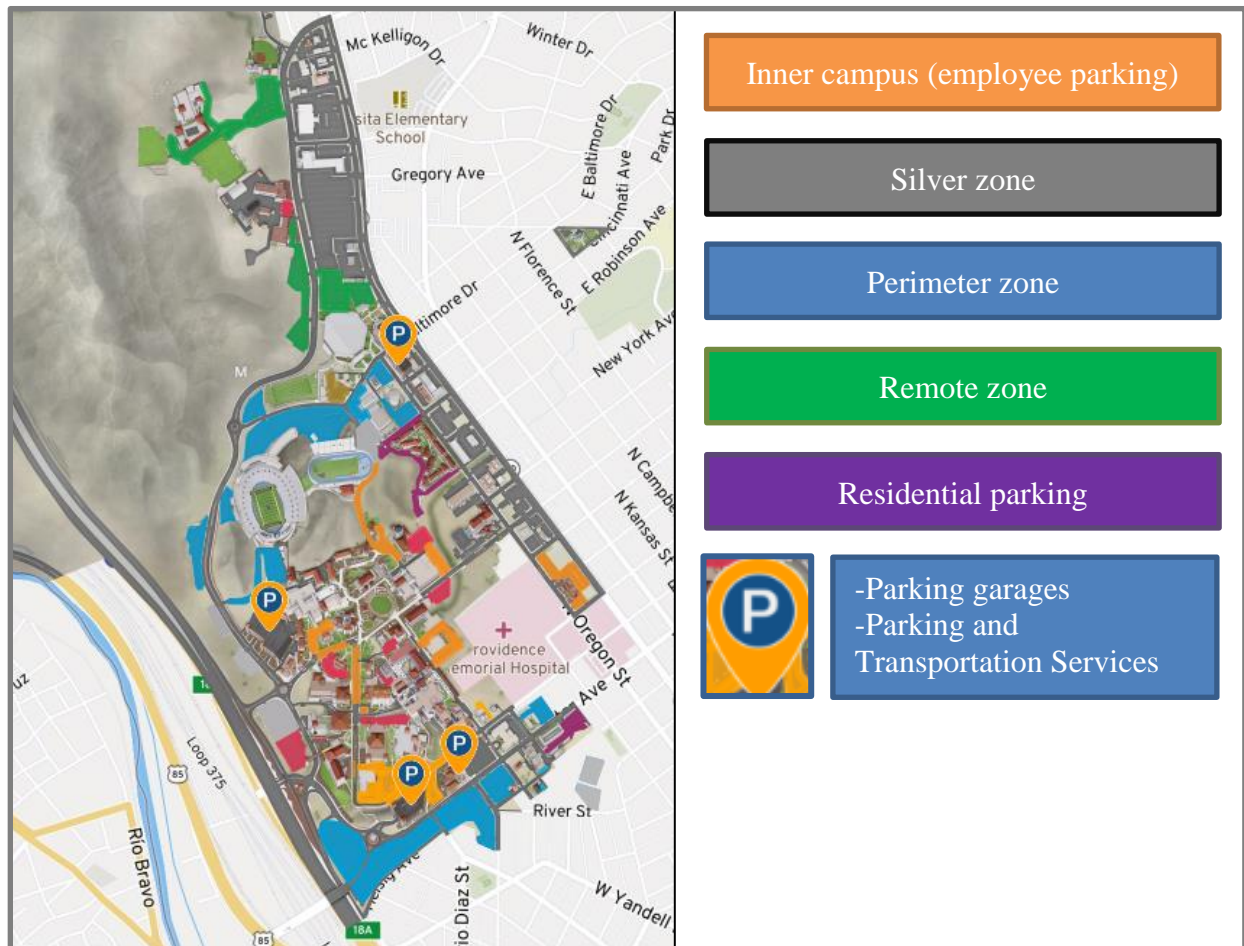 Mc Kelligon Dr
Winter Dr
sita Elementary
School
Gregory Ave
E Baltimore Dr
Park Dr
Cincinnati Ave
E Robinson Ave
N Florence St
New York Ave
altimore Dr
P
M
N Campbe
N Kansas St
P
N Oregon St
Providence
Memorial Hospital
Ave
Loop 375
85
P
P
River St
Río Bravo
W Yandell
io Diaz St
18A
85
Inner campus (employee parking)
Silver zone
Perimeter zone
Remote zone
Residential parking
P
-Parking garages
-Parking and
Transportation Services